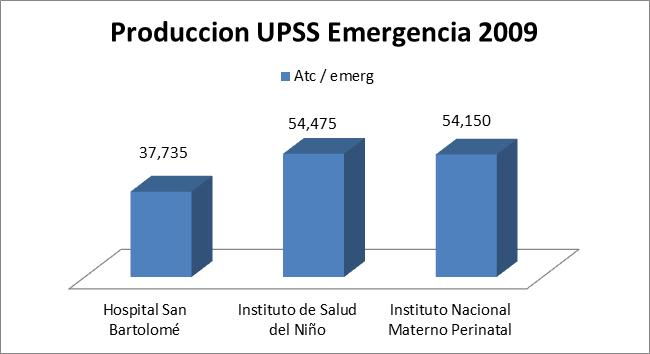 Produccion UPSS Emergencia 2009
Atc / emerg
37,735
54,475
54,150
Hospital San
Bartolomé
Instituto de Salud
del Niño
Instituto Nacional
Materno Perinatal